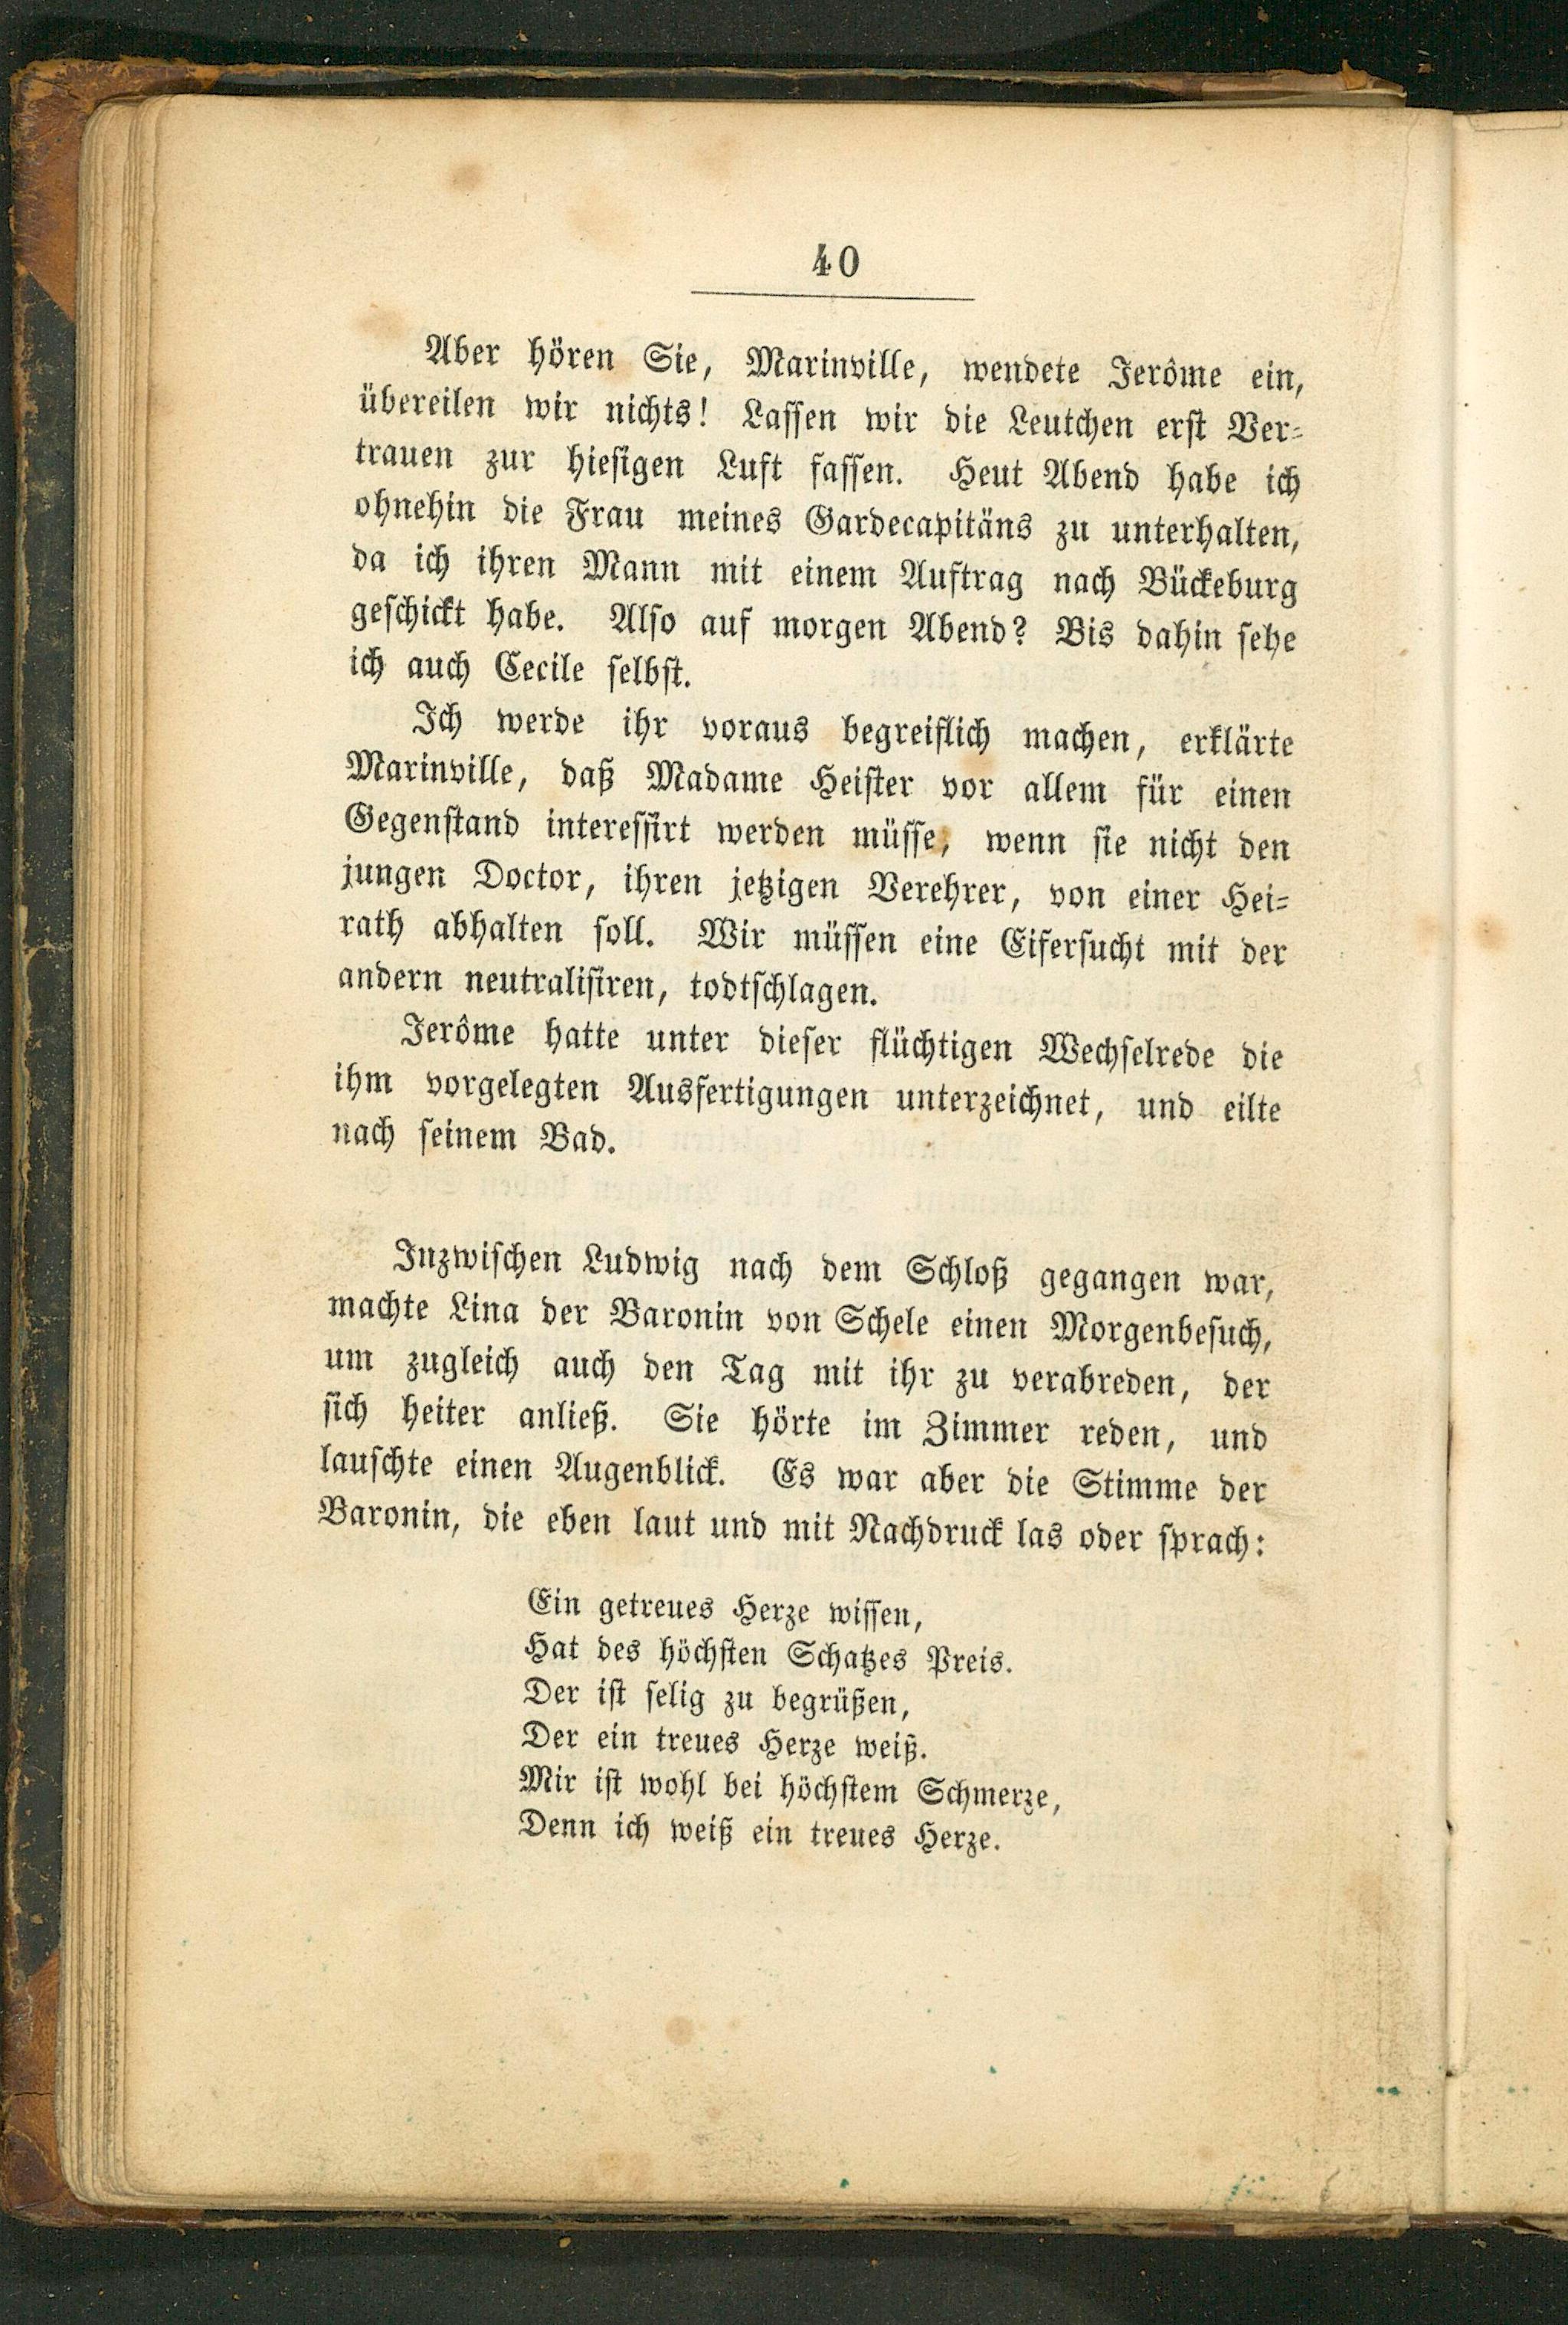 40
Aber hören Sie, Marinville, wendete Jerôme ein,
übereilen wir nichts! Lassen wir die Leutchen erst Ver-
trauen zur hiesigen Luft fassen. Heut Abend habe ich
ohnehin die Frau meines Gardecapitäns zu unterhalten,
da ich ihren Mann mit einem Auftrag nach Bückeburg
geschickt habe. Also auf morgen Abend? Bis dahin sehe
ich auch Cecile selbst.
Ich werde ihr voraus begreiflich machen, erklärte
Marinville, daß Madame Heister vor allem für einen
Gegenstand interessirt werden müsse, wenn sie nicht den
jungen Doctor, ihren jetzigen Verehrer, von einer Hei-
rath abhalten soll. Wir müssen eine Eifersucht mit der
andern neutralisiren, todtschlagen.
Jerôme hatte unter dieser flüchtigen Wechselrede die
ihm vorgelegten Ausfertigungen unterzeichnet, und eilte
nach seinem Bad.
Inzwischen Ludwig nach dem Schloß gegangen war,
machte Lina der Baronin von Schele einen Morgenbesuch,
um zugleich auch den Tag mit ihr zu verabreden, der
sich heiter anließ. Sie hörte im Zimmer reden, und
lauschte einen Augenblick. Es war aber die Stimme der
Baronin, die eben laut und mit Nachdruck las oder sprach:
Ein getreues Herze wissen,
Hat des höchsten Schatzes Preis.
Der ist selig zu begrüßen,
Der ein treues Herze weiß.
Mir ist wohl bei höchstem Schmerze,
Denn ich weiß ein treues Herze.